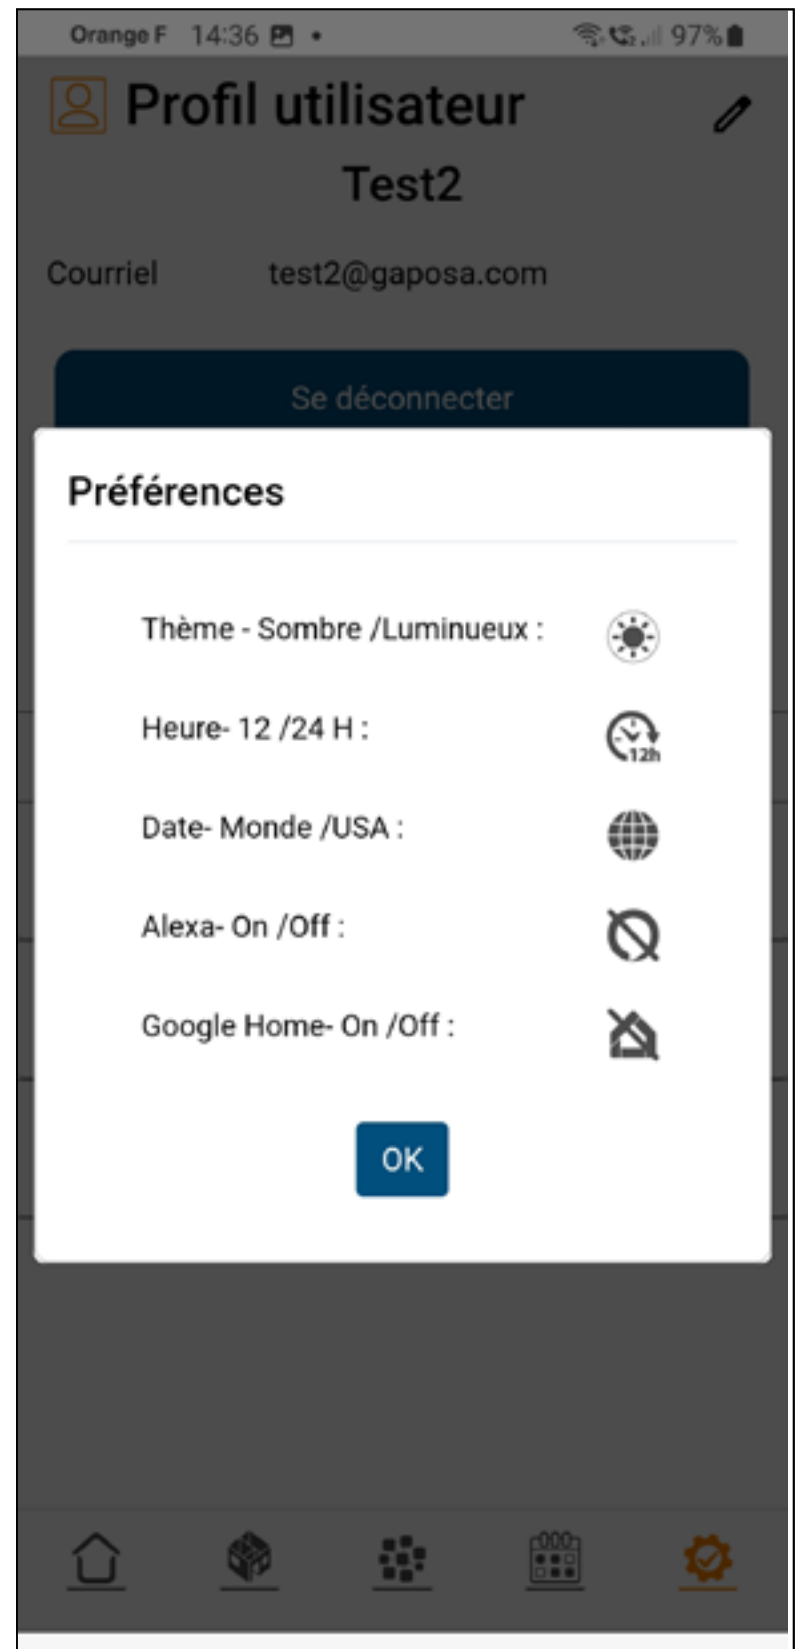 Orange F 14:36 97%
Profil utilisateur
Test2
Courriel test2@gaposa.com
Se déconnecter
Préférences
Thème - Sombre /Luminueux :
Heure- 12 /24 H :
12h
Date- Monde /USA :
Alexa- On /Off :
Google Home- On /Off :
OK